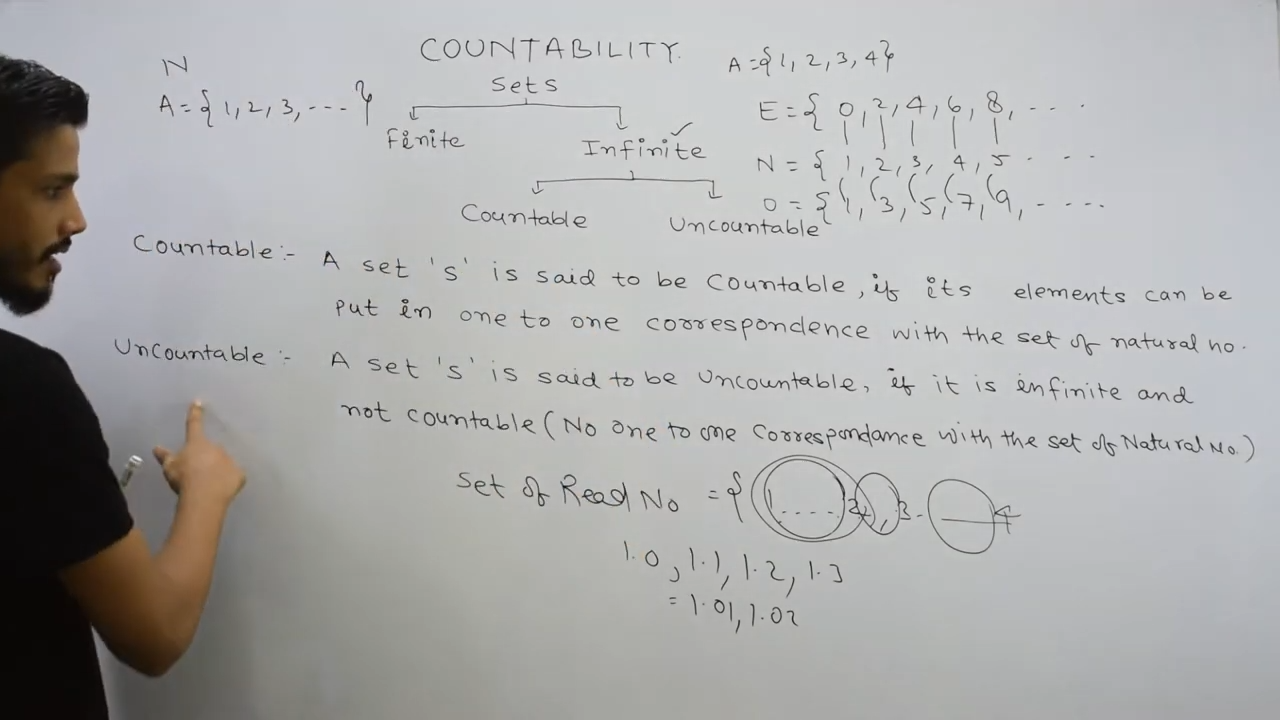 COUNTABILITY.
N
A = { 1, 2, 3, ---- }
Sets
Finite
Infinite ✓
Countable
Uncountable
A = { 1, 2, 3, 4 }
E = { 0, 2, 4, 6, 8, - - - .
N = { 1, 2, 3, 4, 5 - - -
O = { 1, 3, 5, 7, 9, - - - - .
Countable :- A set 's' is said to be Countable, if its elements can be
put in one to one correspondence with the set of natural no.
Uncountable :- A set 's' is said to be Uncountable, if it is infinite and
not countable ( No one to one Correspondance with the set of Natural No. )
Set of Read No = { 1 . . . . 2, 3 - 4
1.0, 1.1, 1.2, 1.3
= 1.01, 1.02